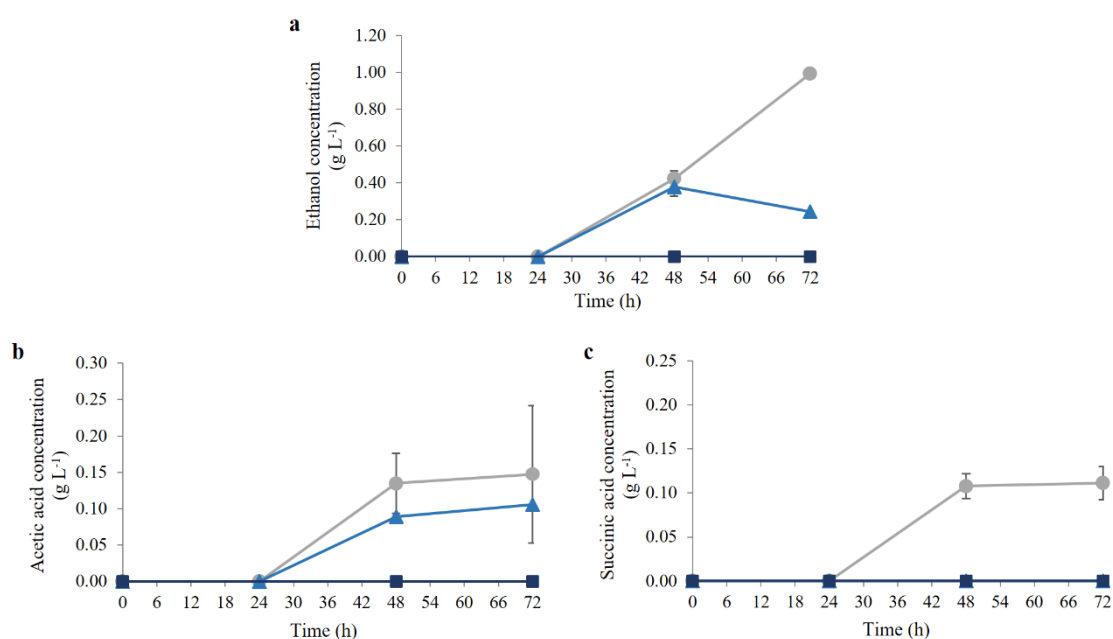 a
Ethanol concentration
(g L-1)
1.20
1.00
0.80
0.60
0.40
0.20
0.00
0 6 12 18 24 30 36 42 48 54 60 66 72
Time (h)
b
Acetic acid concentration
(g L-1)
0.30
0.25
0.20
0.15
0.10
0.05
0.00
0 6 12 18 24 30 36 42 48 54 60 66 72
Time (h)
c
Succinic acid concentration
(g L-1)
0.25
0.20
0.15
0.10
0.05
0.00
0 6 12 18 24 30 36 42 48 54 60 66 72
Time (h)